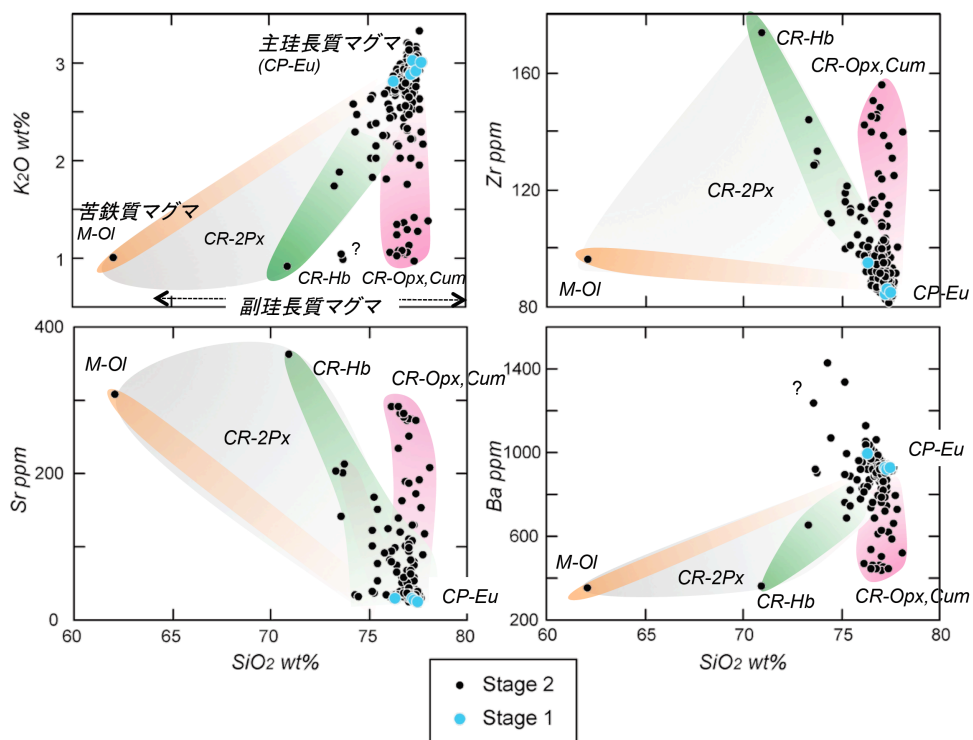 K2O wt%
3
2
1
主珪長質マグマ
(CP-Eu)
苦鉄質マグマ
M-Ol
CR-2Px
?
CR-Hb
CR-Opx,Cum
副珪長質マグマ
Zr ppm
160
120
80
CR-Hb
CR-Opx,Cum
CR-2Px
M-Ol
CP-Eu
Sr ppm
400
200
0
M-Ol
CR-Hb
CR-Opx,Cum
CR-2Px
CP-Eu
60
65
70
75
80
SiO2 wt%
Ba ppm
1400
1000
600
200
?
CP-Eu
M-Ol
CR-2Px
CR-Hb
CR-Opx,Cum
60
65
70
75
80
SiO2 wt%
Stage 2
Stage 1